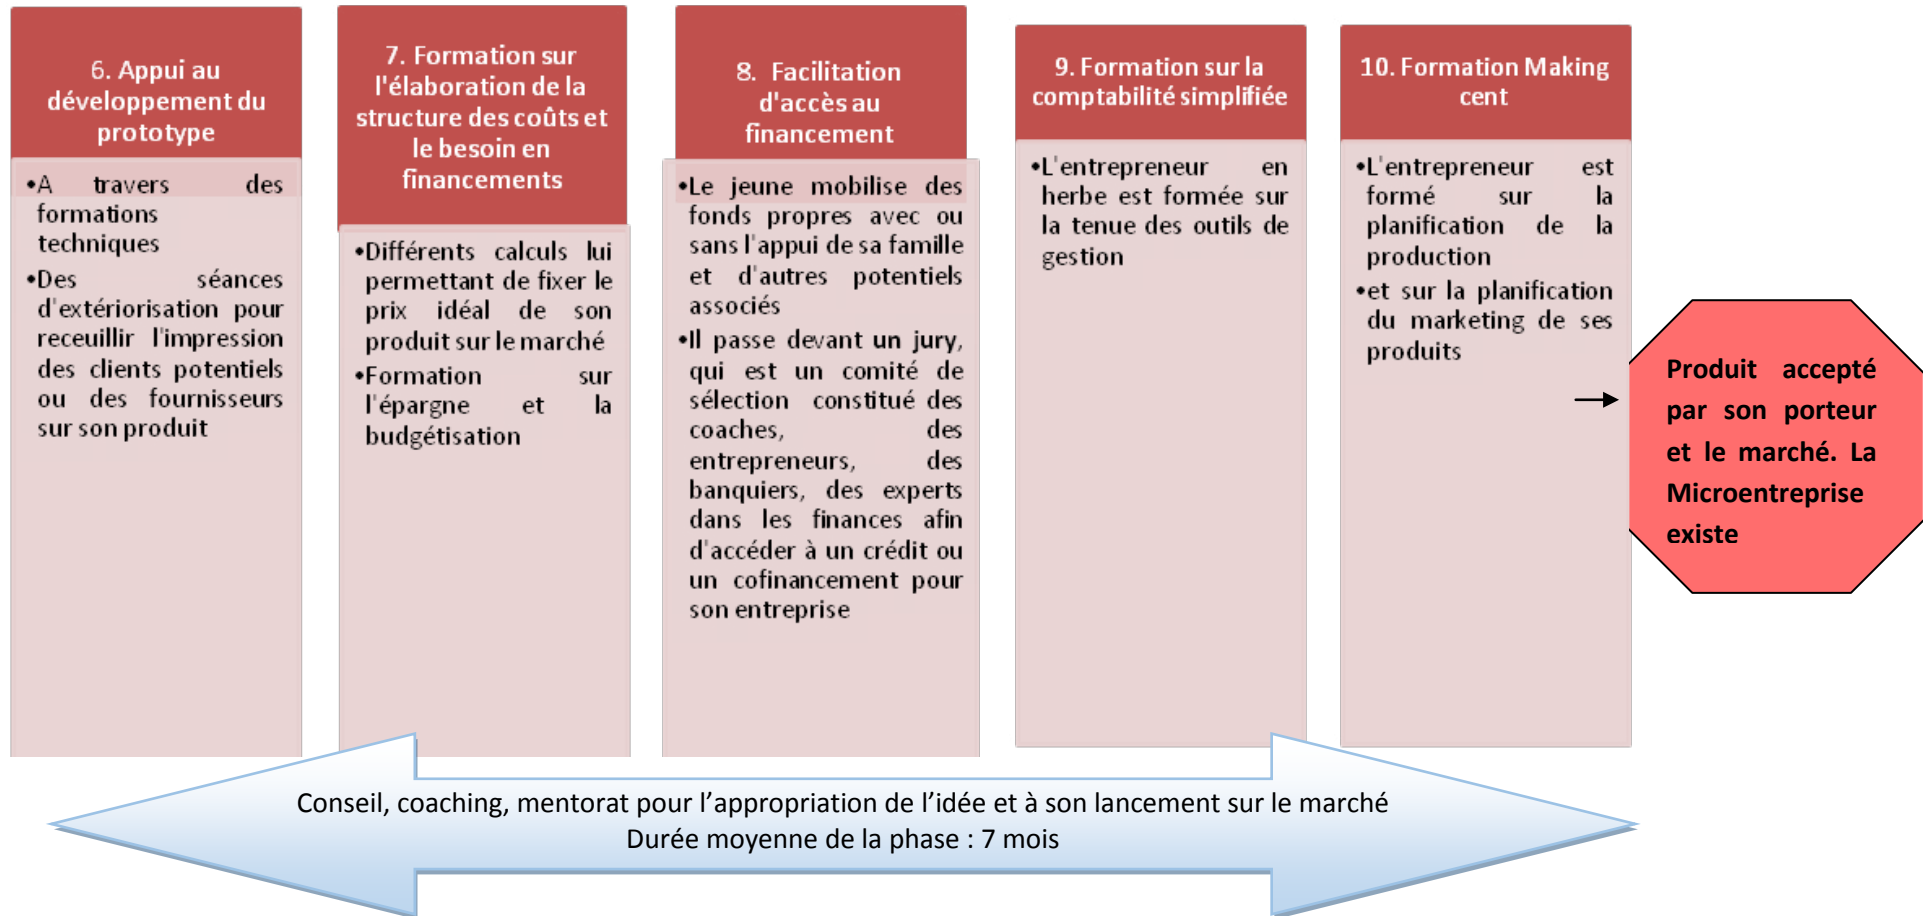 6. Appui au
développement du
prototype
•A travers des
formations
techniques
•Des séances
d'extériorisation pour
receuillir l'impression
des clients potentiels
ou des fournisseurs
sur son produit
7. Formation sur
l'élaboration de la
structure des coûts et
le besoin en
financements
•Différents calculs lui
permettant de fixer le
prix idéal de son
produit sur le marché
•Formation sur
l'épargne et la
budgétisation
8. Facilitation
d'accès au
financement
•Le jeune mobilise des
fonds propres avec ou
sans l'appui de sa famille
et d'autres potentiels
associés
•Il passe devant un jury,
qui est un comité de
sélection constitué des
coaches, des
entrepreneurs, des
banquiers, des experts
dans les finances afin
d'accéder à un crédit ou
un cofinancement pour
son entreprise
9. Formation sur la
comptabilité simplifiée
•L'entrepreneur en
herbe est formée sur
la tenue des outils de
gestion
10. Formation Making
cent
•L'entrepreneur est
formé sur la
planification de la
production
•et sur la planification
du marketing de ses
produits
Produit accepté
par son porteur
et le marché. La
Microentreprise
existe
Conseil, coaching, mentorat pour l’appropriation de l’idée et à son lancement sur le marché
Durée moyenne de la phase : 7 mois